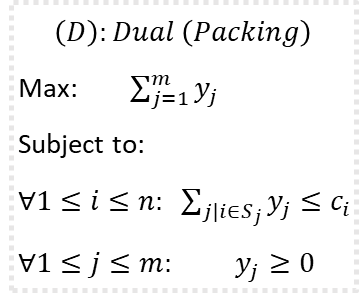 (D): Dual (Packing)
Max: ∑_{j=1}^{m} y_j
Subject to:
∀1 ≤ i ≤ n: ∑_{j|i∈S_j} y_j ≤ c_i
∀1 ≤ j ≤ m: y_j ≥ 0